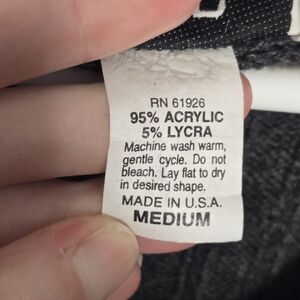 RN 61926
95% ACRYLIC
5% LYCRA
Machine wash warm,
gentle cycle. Do not
bleach. Lay flat to dry
in desired shape.
MADE IN U.S.A.
MEDIUM